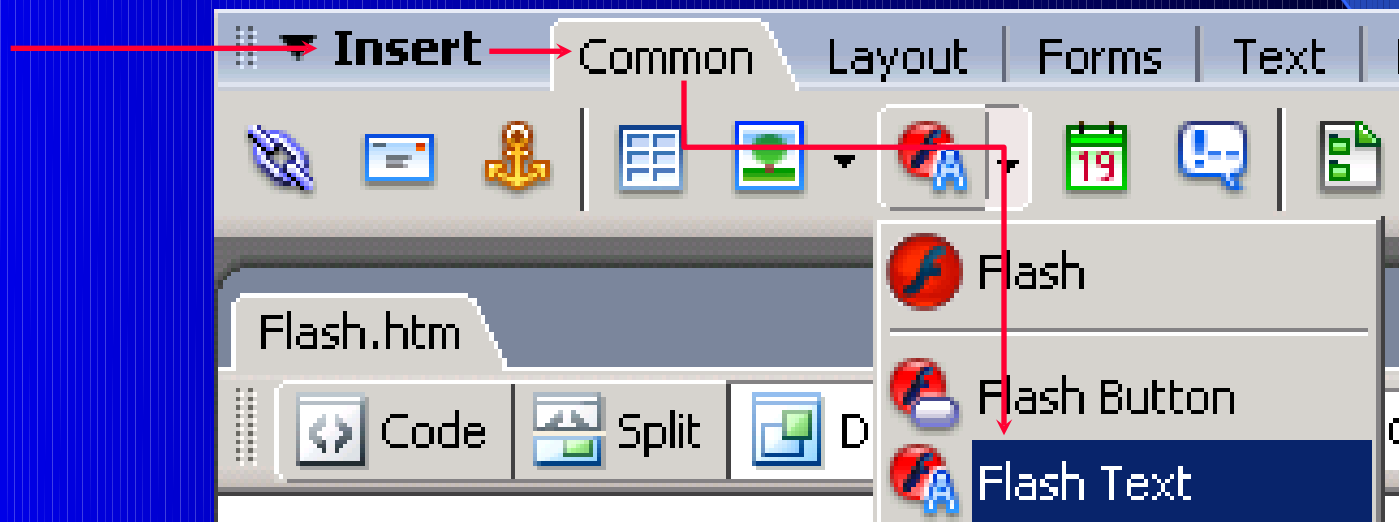 Insert Common Layout Forms Text
19
Flash
Flash.htm
Flash Button
Code Split D
Flash Text